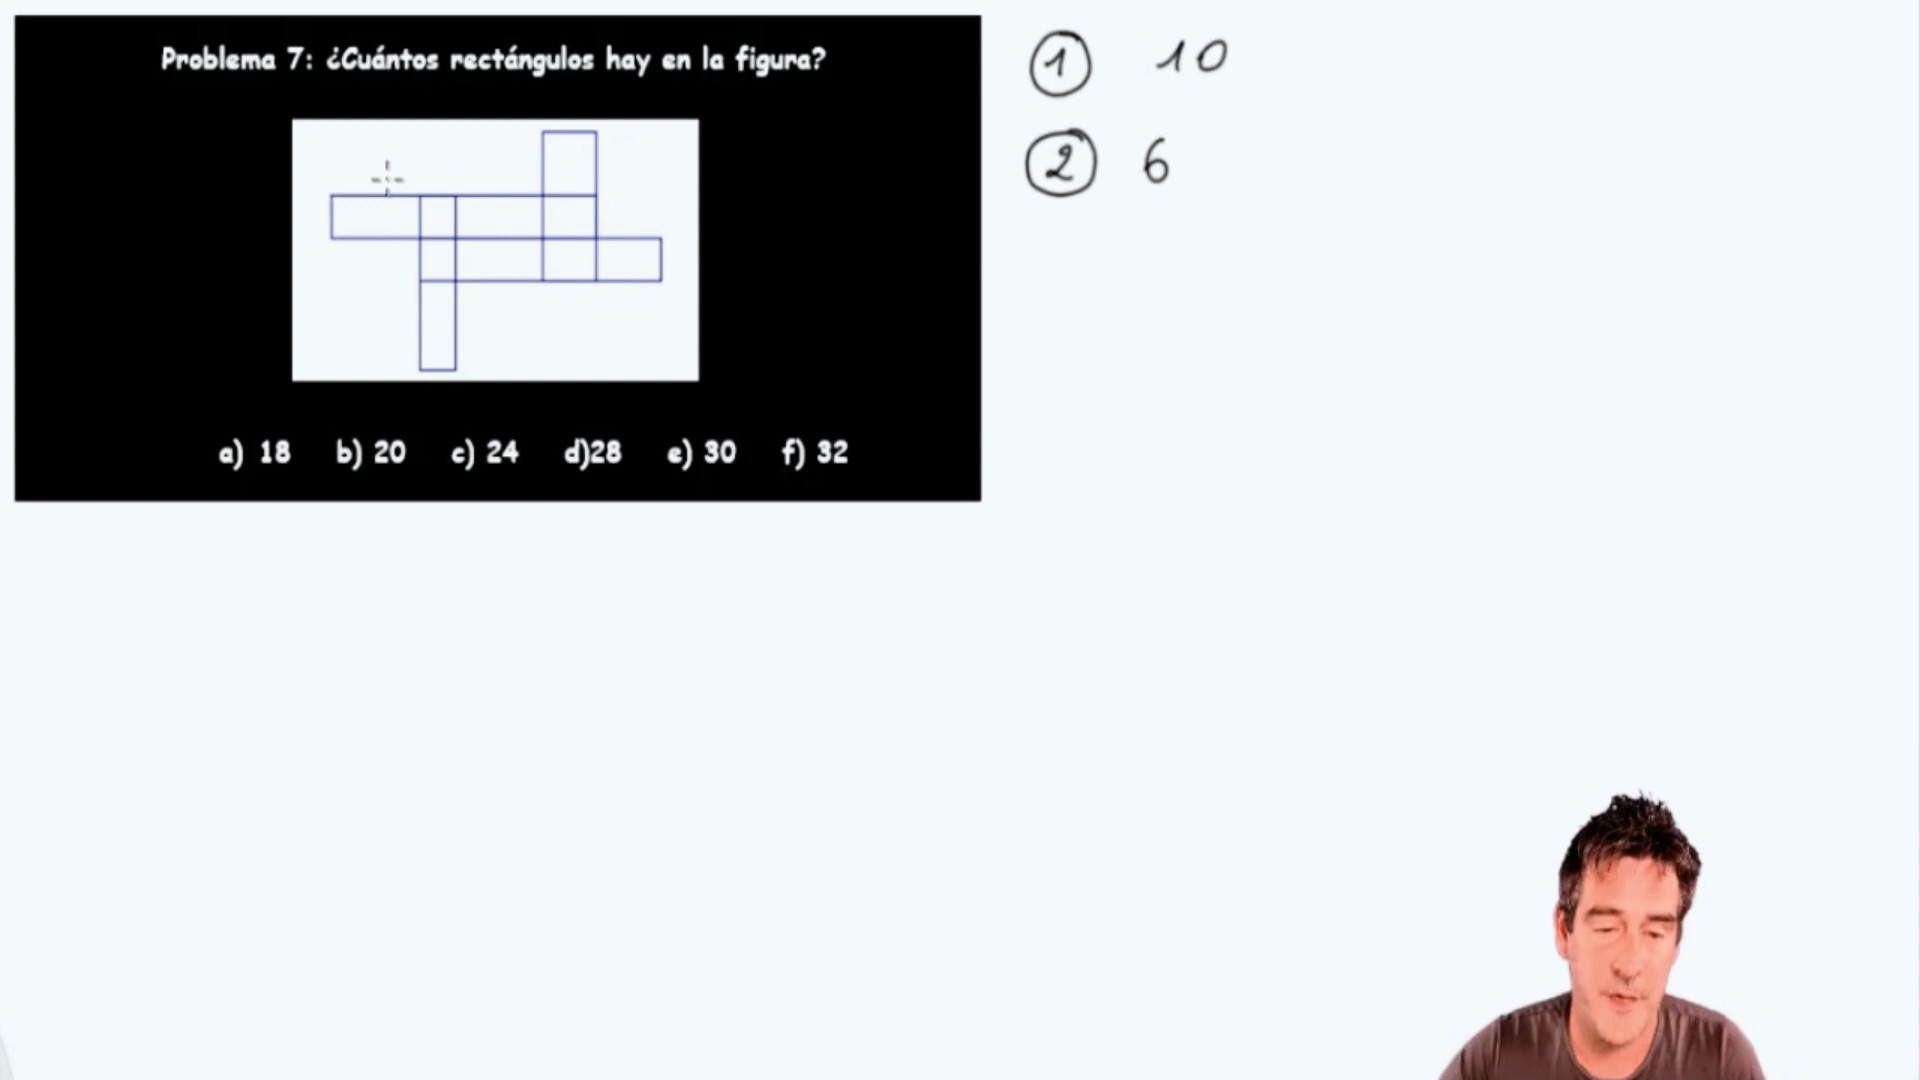 Problema 7: ¿Cuántos rectángulos hay en la figura?
a) 18 b) 20 c) 24 d)28 e) 30 f) 32
1 10
2 6